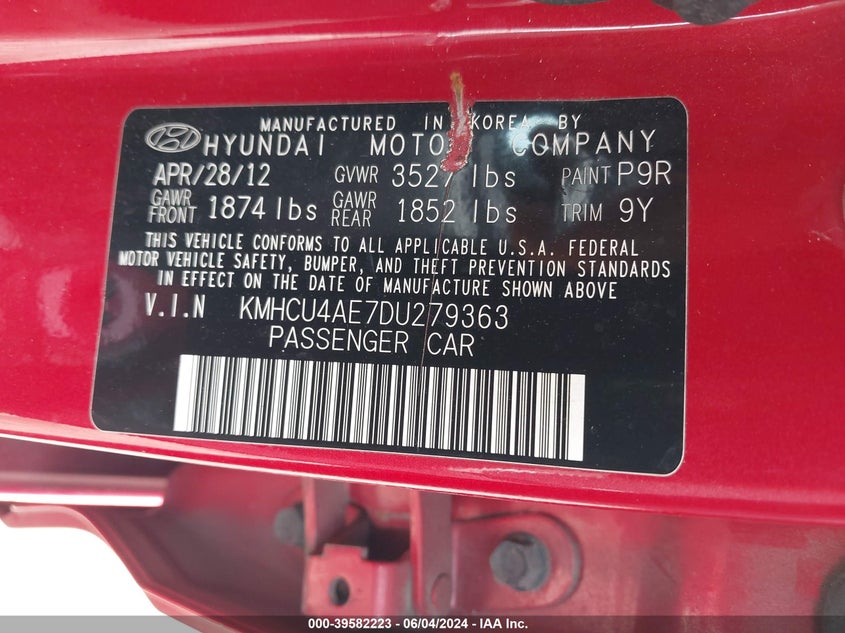 MANUFACTURED IN KOREA BY
HYUNDAI MOTOR COMPANY
APR/28/12 GVWR 3527 lbs PAINT P9R
GAWR FRONT 1874 lbs GAWR REAR 1852 lbs TRIM 9Y
THIS VEHICLE CONFORMS TO ALL APPLICABLE U.S.A. FEDERAL
MOTOR VEHICLE SAFETY, BUMPER, AND THEFT PREVENTION STANDARDS
IN EFFECT ON THE DATE OF MANUFACTURE SHOWN ABOVE
V.I.N KMHCU4AE7DU279363
PASSENGER CAR
000-39582223 - 06/04/2024 - IAA Inc.